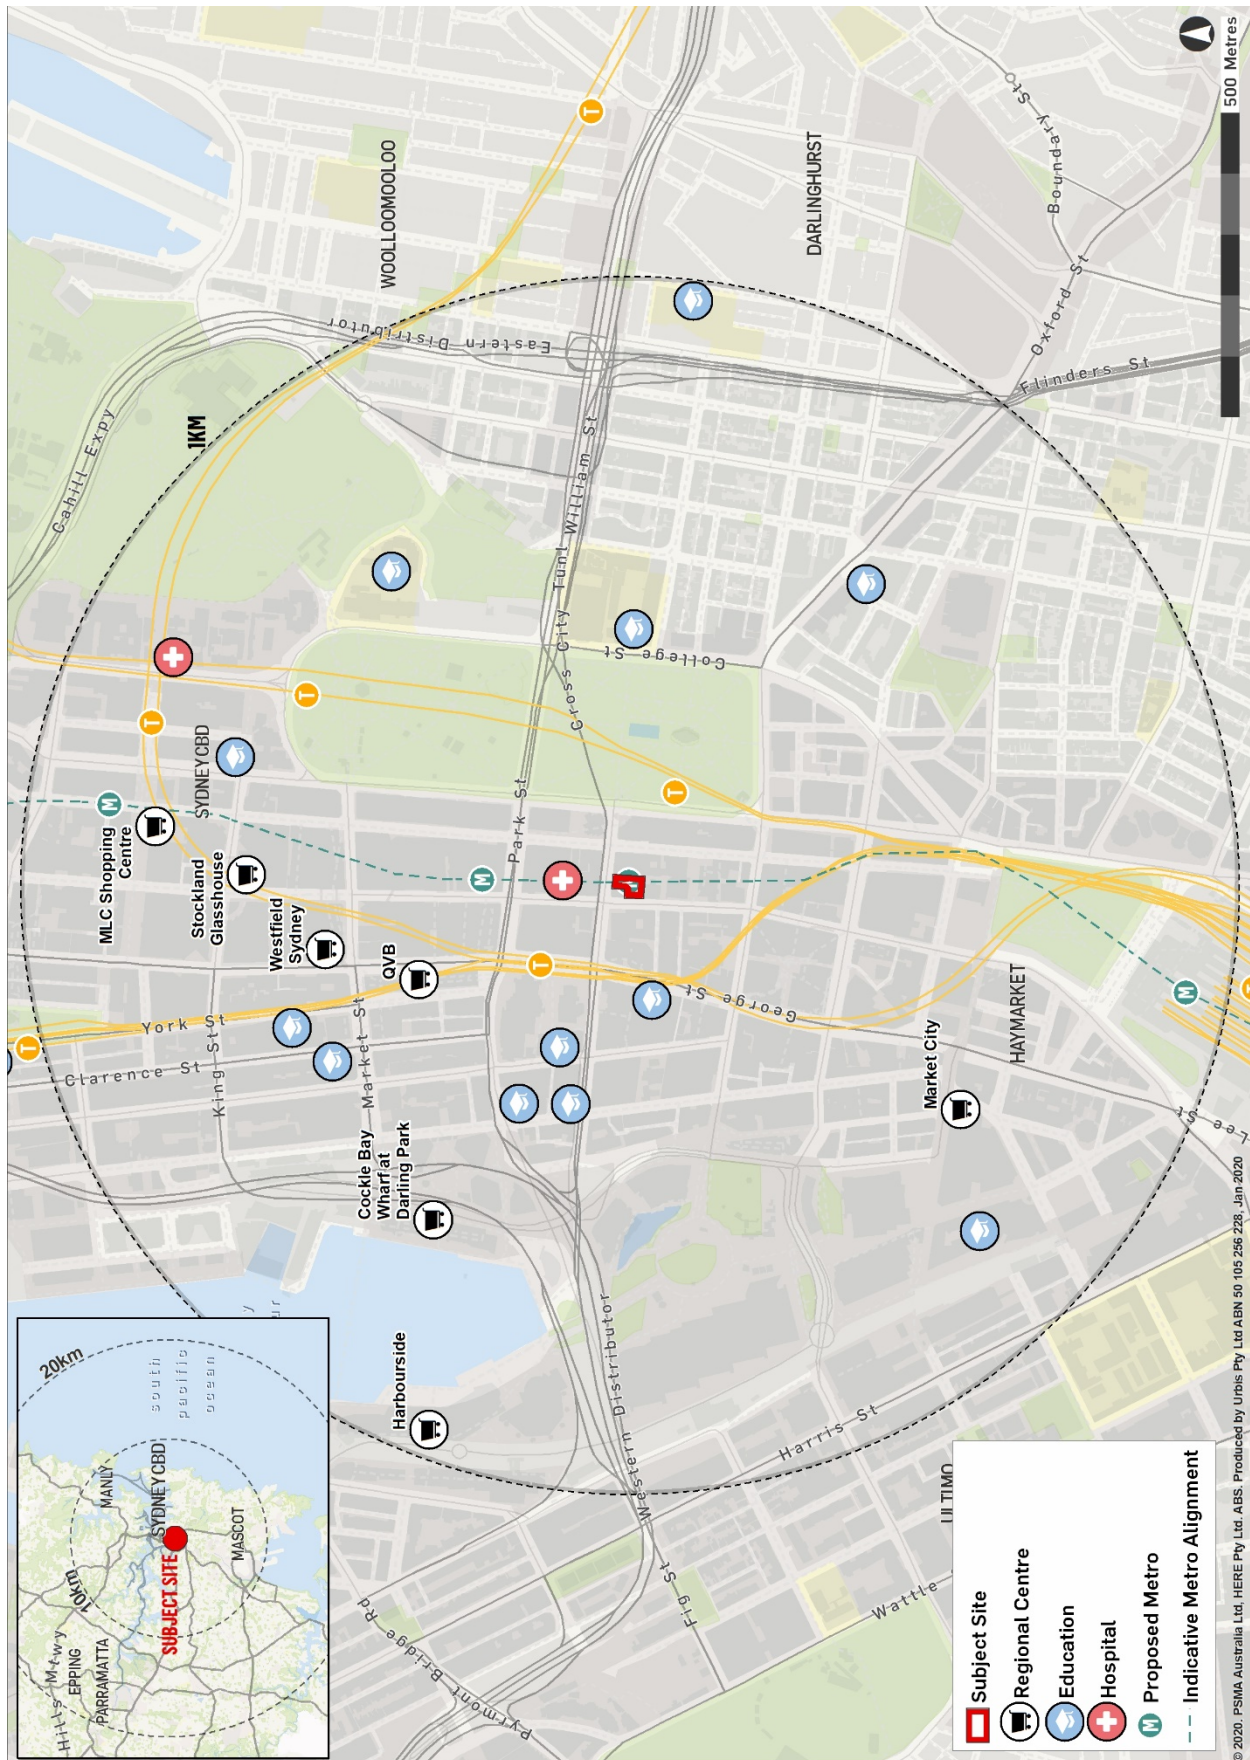 20km
10km
Hills Mtwy
EPPING
PARRAMATTA
MANLY
SYDNEY CBD
SUBJECT SITE
MASCOT
south
pacific
ocean
Cahill Expy
1KM
WOOLLOOMOOLOO
Eastern Distributor
DARLINGHURST
Boundary St
Oxford St
Flinders St
500 Metres
T
T
T
T
T
T
T
M
M
M
SYDNEY CBD
MLC Shopping
Centre
Stockland
Glasshouse
Westfield
Sydney
QVB
York St
Clarence St
King St
Market St
Park St
William St
Cross City Tunl
College St
George St
Cockle Bay
Wharf at
Darling Park
Harbourside
Market City
HAYMARKET
Lee St
Western Distributor
Harris St
Fig St
Pyrmont Bridge Rd
Wattle
ULTIMO
Subject Site
Regional Centre
Education
Hospital
M Proposed Metro
Indicative Metro Alignment
© 2020. PSMA Australia Ltd, HERE Pty Ltd. ABS. Produced by Urbis Pty Ltd ABN 50 105 256 228, Jan 2020